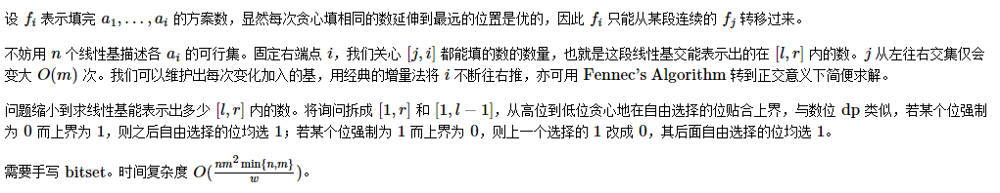 设 fᵢ 表示填完 a₁, . . . , aᵢ 的方案数，显然每次贪心填相同的数延伸到最远的位置是优的，因此 fᵢ 只能从某段连续的 fⱼ 转移过来。
不妨用 n 个线性基描述各 aᵢ 的可行集。固定右端点 i，我们关心 [j, i] 都能填的数的数量，也就是这段线性基交能表示出的在 [l, r] 内的数。j 从左往右交集仅会
变大 O(m) 次。我们可以维护出每次变化加入的基，用经典的增量法将 i 不断往右推，亦可用 Fennec's Algorithm 转到正交意义下简便求解。
问题缩小到求线性基能表示出多少 [l, r] 内的数。将询问拆成 [1, r] 和 [1, l − 1]，从高位到低位贪心地在自由选择的位贴合上界，与数位 dp 类似，若某个位强制
为 0 而上界为 1，则之后自由选择的位均选 1；若某个位强制为 1 而上界为 0，则上一个选择的 1 改成 0，其后面自由选择的位均选 1。
需要手写 bitset。时间复杂度 O(nm² min{n,m}/w)。